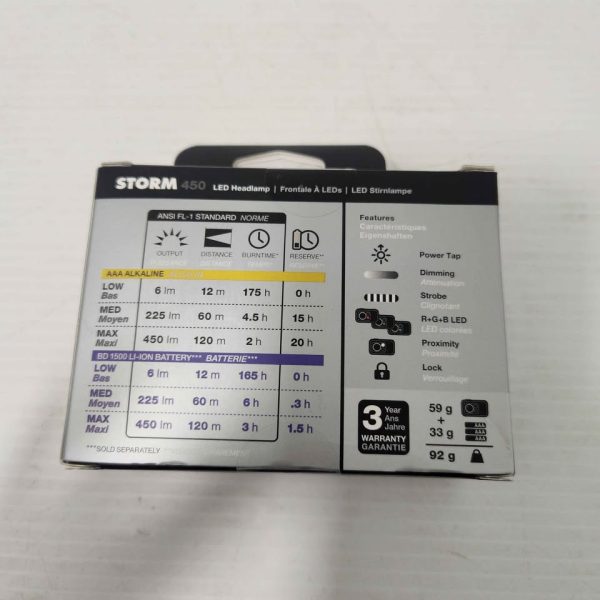 STORM 450 LED Headlamp | Frontale À LEDs | LED Stirnlampe
ANSI FL-1 STANDARD NORME
OUTPUT DISTANCE BURNTIME* RESERVE**
AAA ALKALINE
LOW 6 lm 12 m 175 h 0 h
Bas
MED 225 lm 60 m 4.5 h 15 h
Moyen
MAX 450 lm 120 m 2 h 20 h
Maxi
BD 1500 LI-ION BATTERY*** BATTERIE***
LOW 6 lm 12 m 165 h 0 h
Bas
MED 225 lm 60 m 6 h .3 h
Moyen
MAX 450 lm 120 m 3 h 1.5 h
Maxi
***SOLD SEPARATELY
Features
Caractéristiques
Eigenshaften
Power Tap
Dimming
Atténuation
Strobe
Clignotant
R+G+B LED
LED colorées
Proximity
Proximité
Lock
Verrouillage
3 Year
Ans
Jahre
WARRANTY
GARANTIE
59 g
+
33 g AAA AAA AAA
92 g